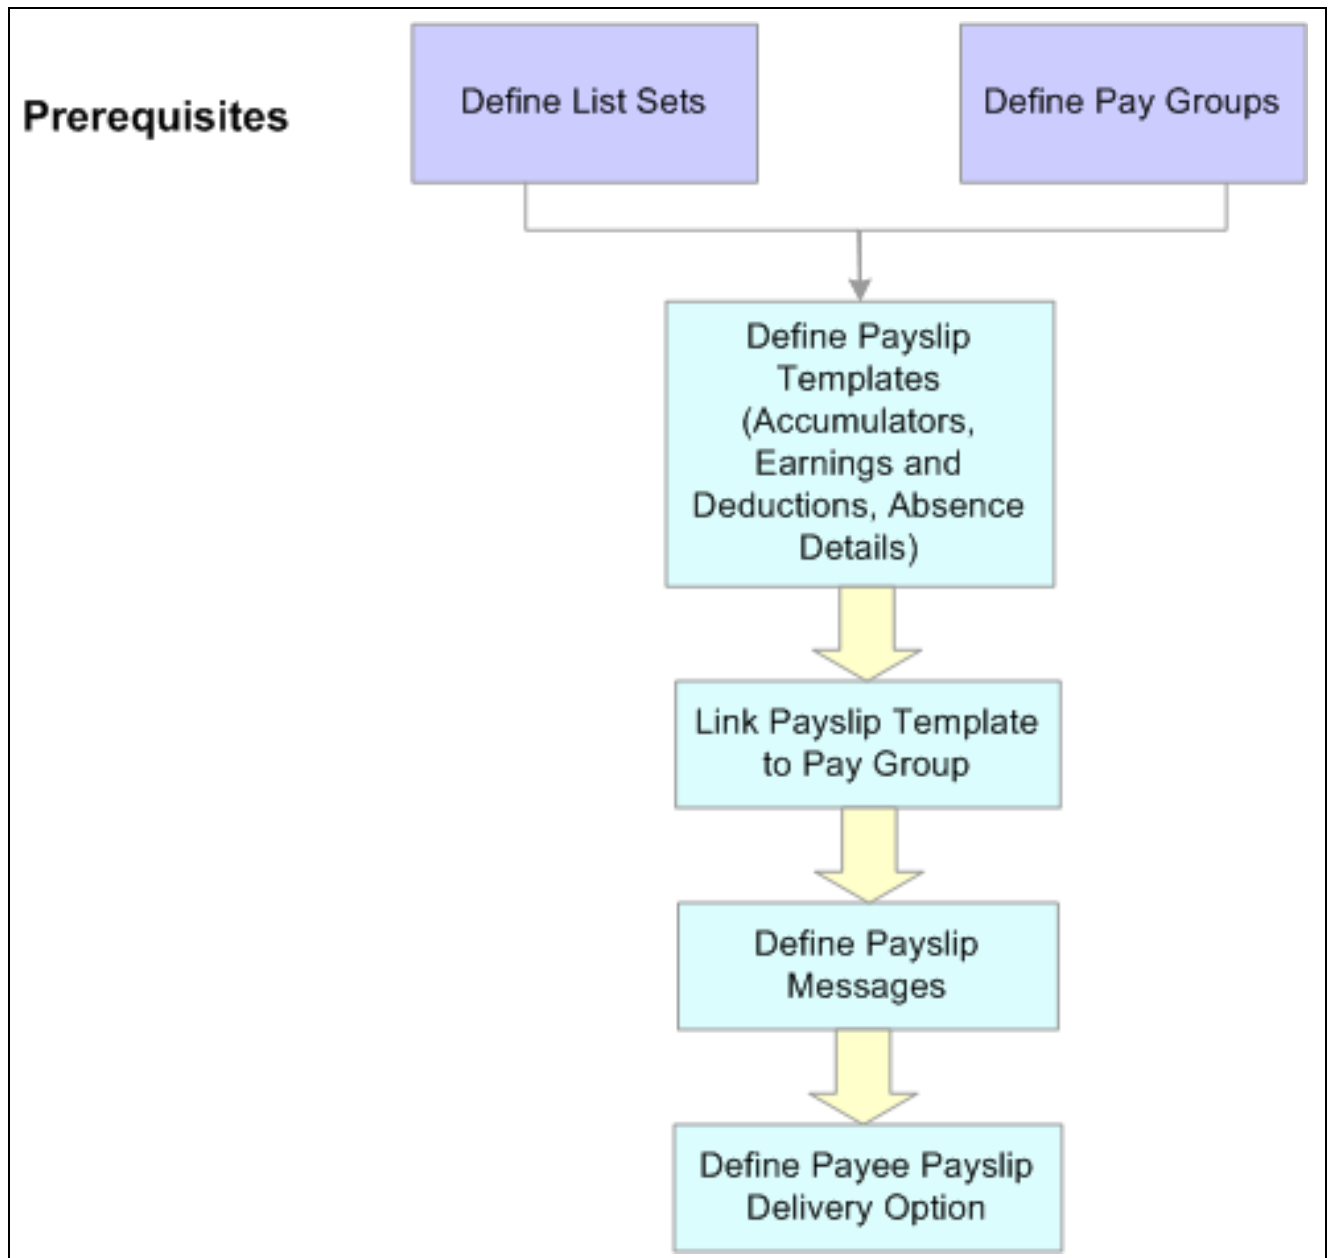 Prerequisites
Define List Sets
Define Pay Groups
Define Payslip
Templates
(Accumulators,
Earnings and
Deductions, Absence
Details)
Link Payslip Template
to Pay Group
Define Payslip
Messages
Define Payee Payslip
Delivery Option